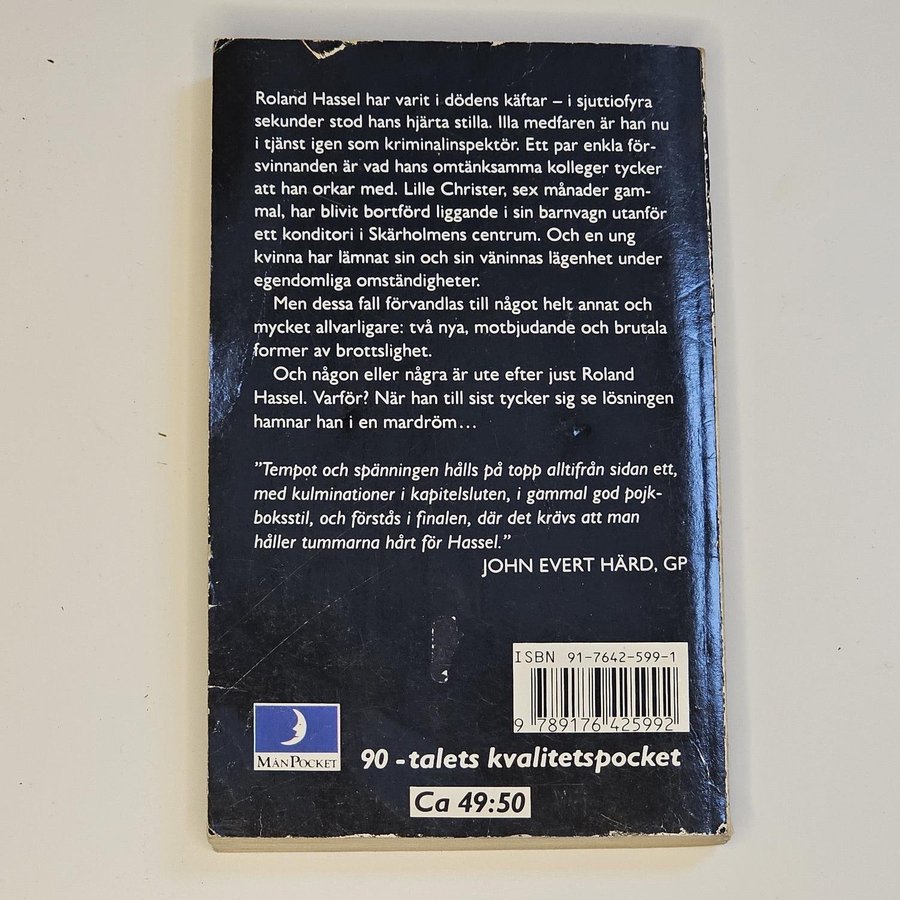 Roland Hassel har varit i dödens käftar – i sjuttiofyra
sekunder stod hans hjärta stilla. Illa medfaren är han nu
i tjänst igen som kriminalinspektör. Ett par enkla för-
svinnanden är vad hans omtänksamma kolleger tycker
att han orkar med. Lille Christer, sex månader gam-
mal, har blivit bortförd liggande i sin barnvagn utanför
ett konditori i Skärholmens centrum. Och en ung
kvinna har lämnat sin och sin väninnas lägenhet under
egendomliga omständigheter.
Men dessa fall förvandlas till något helt annat och
mycket allvarligare: två nya, motbjudande och brutala
former av brottslighet.
Och någon eller några är ute efter just Roland
Hassel. Varför? När han till sist tycker sig se lösningen
hamnar han i en mardröm...
”Tempot och spänningen hålls på topp alltifrån sidan ett,
med kulminationer i kapitelsluten, i gammal god pojk-
boksstil, och förstås i finalen, där det krävs att man
håller tummarna hårt för Hassel.”
JOHN EVERT HÄRD, GP
ISBN 91-7642-599-1
9 789176 425992
MÅNPOCKET
90 - talets kvalitetspocket
Ca 49:50